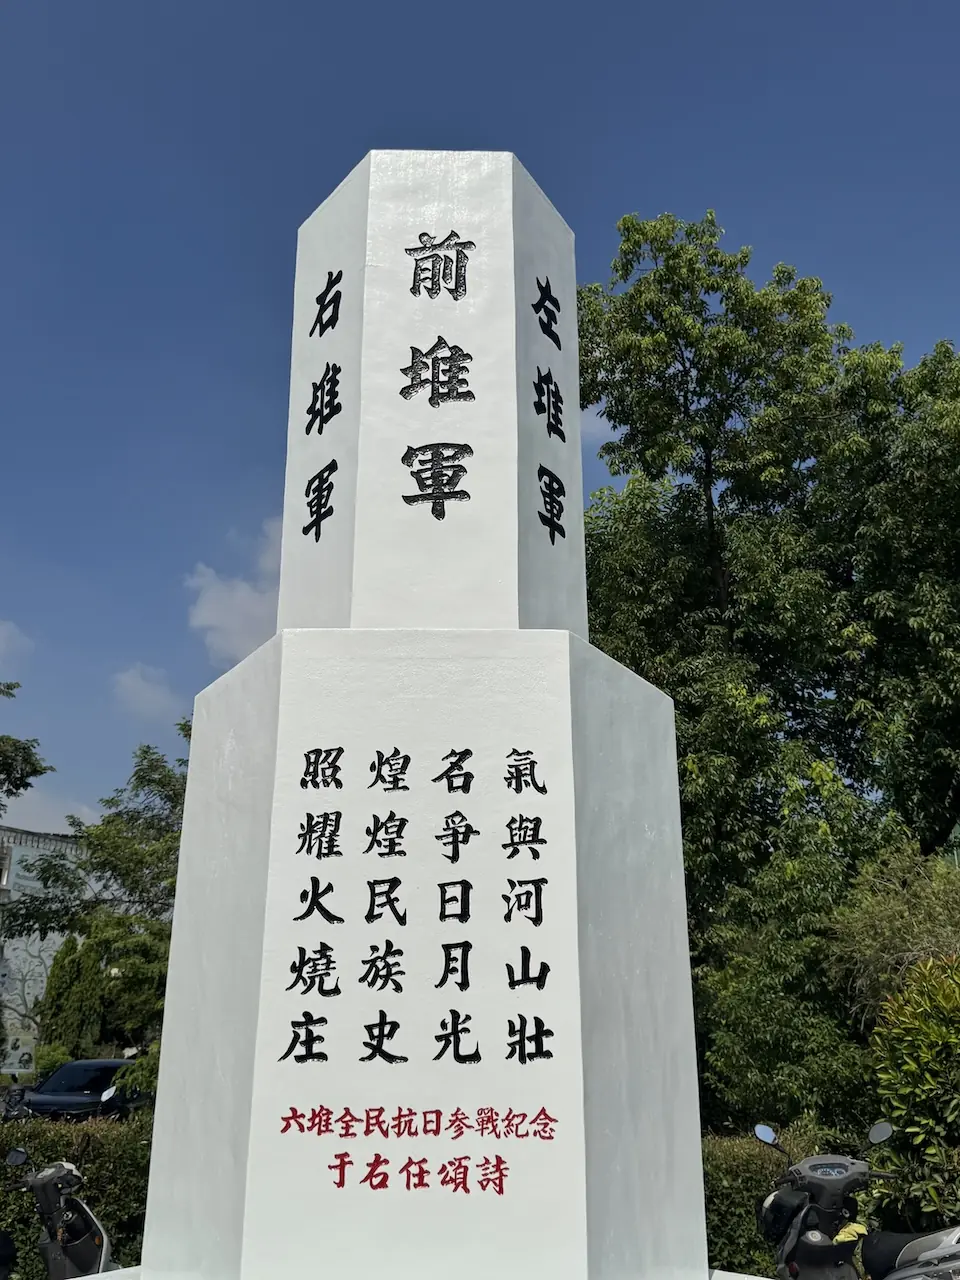 前堆軍
右堆軍
左堆軍
氣與河山壯
名爭日月光
煌煌民族史
照耀火燒庄
六堆全民抗日参戰紀念
于右任頌詩